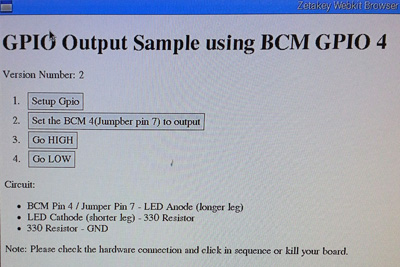 Zetakey Webkit Browser
GPIO Output Sample using BCM GPIO 4
Version Number: 2
1. Setup Gpio
2. Set the BCM 4(Jumpber pin 7) to output
3. Go HIGH
4. Go LOW
Circuit:
• BCM Pin 4 / Jumper Pin 7 - LED Anode (longer leg)
• LED Cathode (shorter leg) - 330 Resistor
• 330 Resistor - GND
Note: Please check the hardware connection and click in sequence or kill your board.